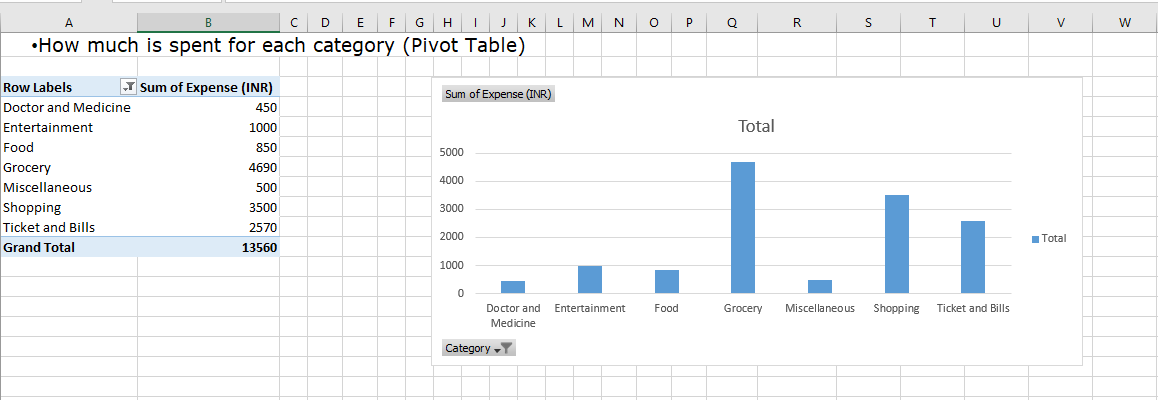 A B C D E F G H I J K L M N O P Q R S T U V W
•How much is spent for each category (Pivot Table)
Row Labels Sum of Expense (INR)
Doctor and Medicine 450
Entertainment 1000
Food 850
Grocery 4690
Miscellaneous 500
Shopping 3500
Ticket and Bills 2570
Grand Total 13560
Sum of Expense (INR)
Total
5000
4000
3000
2000
1000
0
Doctor and Medicine
Entertainment
Food
Grocery
Miscellaneous
Shopping
Ticket and Bills
Total
Category